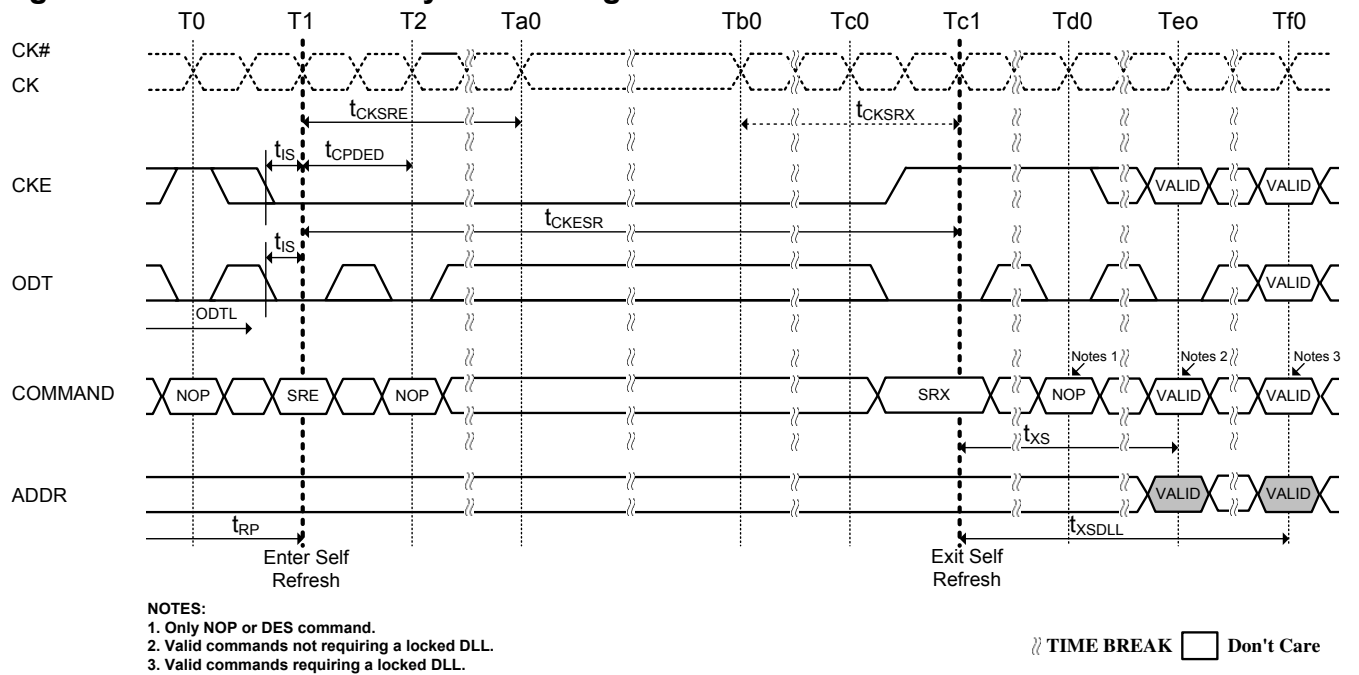 T0 T1 T2 Ta0 Tb0 Tc0 Tc1 Td0 Teo Tf0
CK#
CK
tCKSRE tCKSRX
tIS tCPDED
CKE VALID VALID
tCKESR
tIS
ODT VALID
ODTL
Notes 1 Notes 2 Notes 3
COMMAND NOP SRE NOP SRX NOP VALID VALID
tXS
ADDR VALID VALID
tRP tXSDLL
Enter Self
Refresh
Exit Self
Refresh
NOTES:
1. Only NOP or DES command.
2. Valid commands not requiring a locked DLL.
3. Valid commands requiring a locked DLL.
TIME BREAK Don't Care